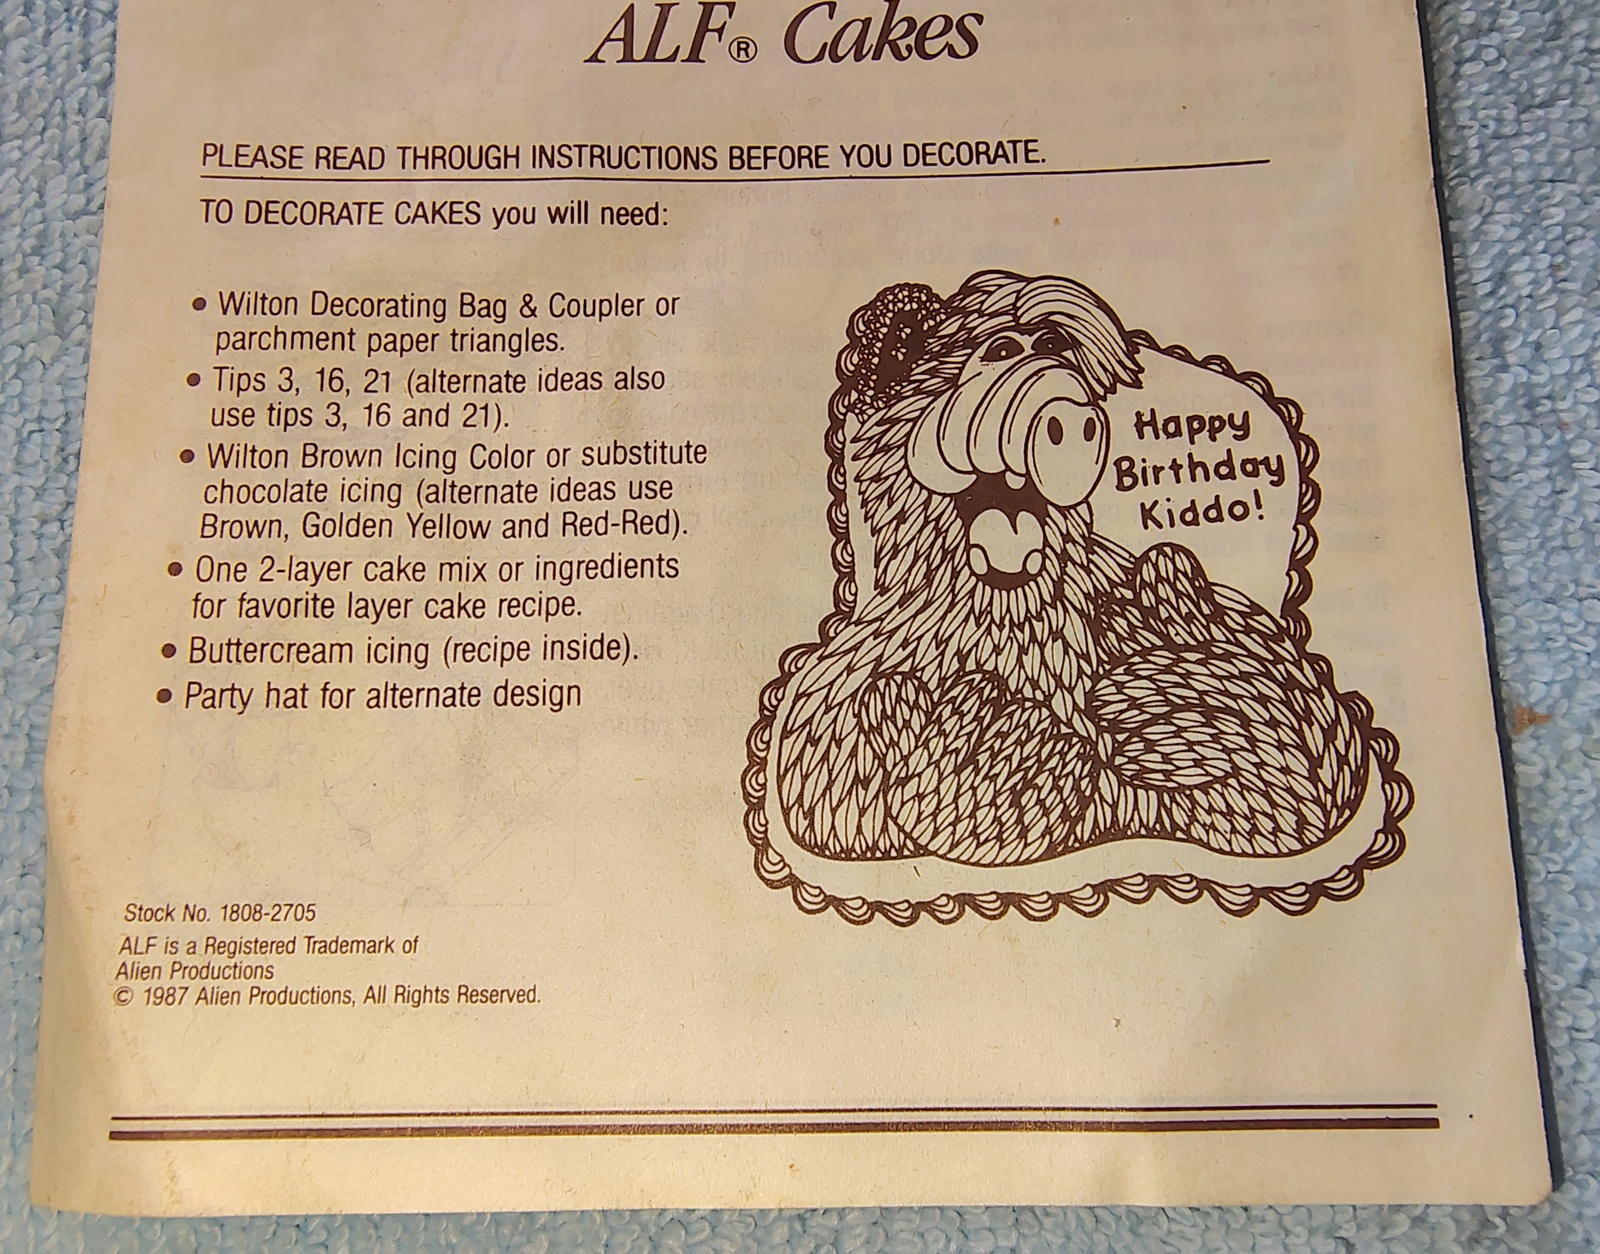 ALF® Cakes
PLEASE READ THROUGH INSTRUCTIONS BEFORE YOU DECORATE.
TO DECORATE CAKES you will need:
• Wilton Decorating Bag & Coupler or
parchment paper triangles.
• Tips 3, 16, 21 (alternate ideas also
use tips 3, 16 and 21).
• Wilton Brown Icing Color or substitute
chocolate icing (alternate ideas use
Brown, Golden Yellow and Red-Red).
• One 2-layer cake mix or ingredients
for favorite layer cake recipe.
• Buttercream icing (recipe inside).
• Party hat for alternate design
Happy
Birthday
Kiddo!
Stock No. 1808-2705
ALF is a Registered Trademark of
Alien Productions
© 1987 Alien Productions, All Rights Reserved.